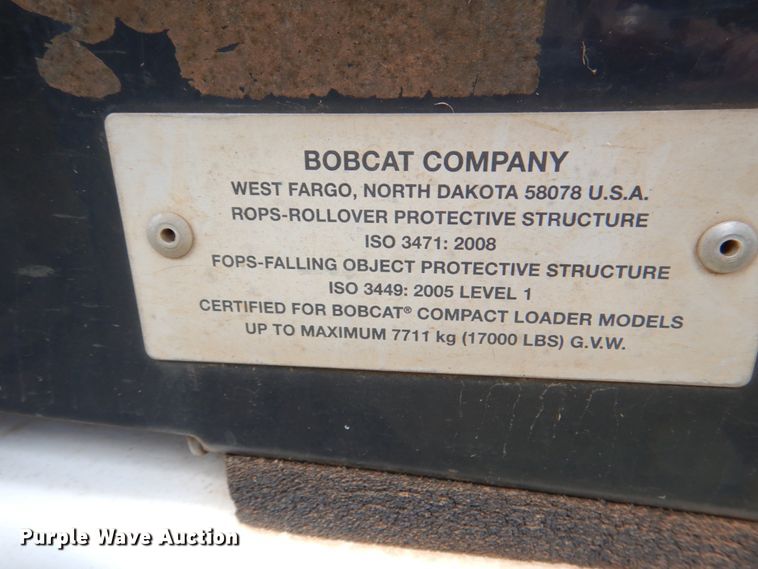 BOBCAT COMPANY
WEST FARGO, NORTH DAKOTA 58078 U.S.A.
ROPS-ROLLOVER PROTECTIVE STRUCTURE
ISO 3471: 2008
FOPS-FALLING OBJECT PROTECTIVE STRUCTURE
ISO 3449: 2005 LEVEL 1
CERTIFIED FOR BOBCAT® COMPACT LOADER MODELS
UP TO MAXIMUM 7711 kg (17000 LBS) G.V.W.
Purple Wave Auction